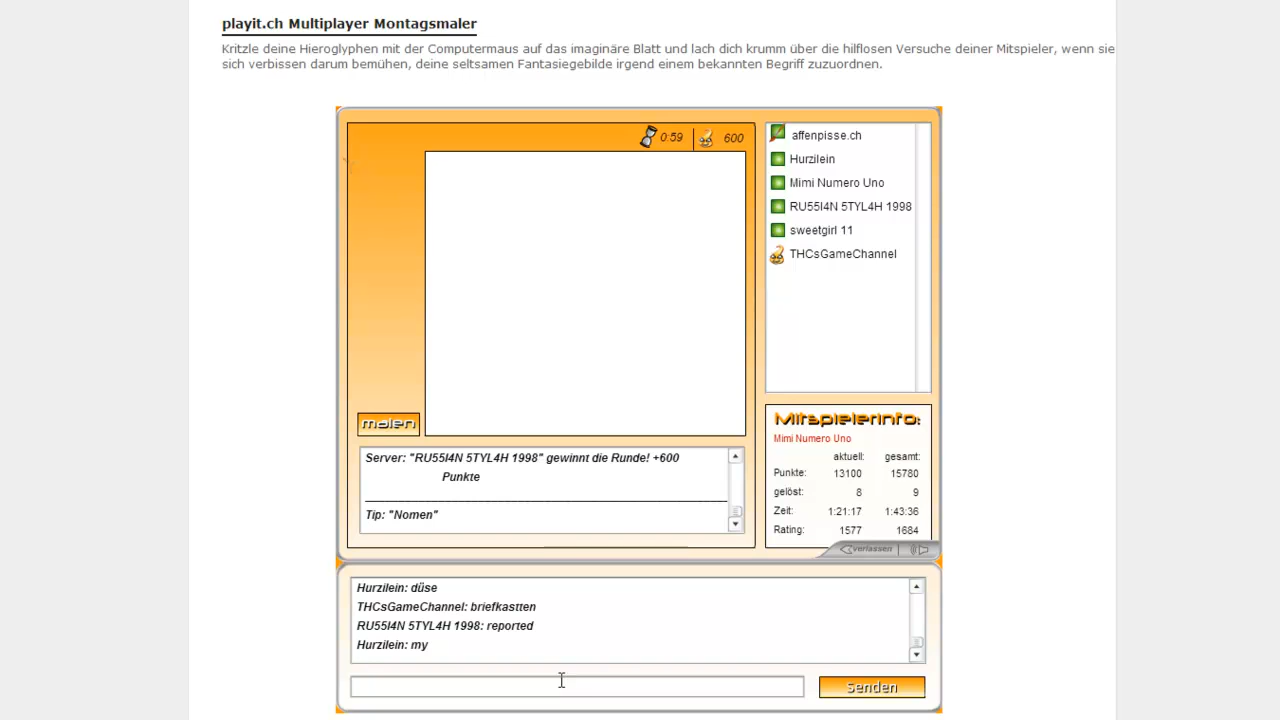 playit.ch Multiplayer Montagsmaler
Kritzle deine Hieroglyphen mit der Computermaus auf das imaginäre Blatt und lach dich krumm über die hilflosen Versuche deiner Mitspieler, wenn sie
sich verbissen darum bemühen, deine seltsamen Fantasiegebilde irgend einem bekannten Begriff zuzuordnen.
0:59 600
affenpisse.ch
Hurzilein
Mimi Numero Uno
RU55I4N 5TYL4H 1998
sweetgirl 11
THCsGameChannel
malen
Server: "RU55I4N 5TYL4H 1998" gewinnt die Runde! +600
Punkte
Tip: "Nomen"
Mitspielerinfo:
Mimi Numero Uno
aktuell: gesamt:
Punkte: 13100 15780
gelöst: 8 9
Zeit: 1:21:17 1:43:36
Rating: 1577 1684
verlassen
Hurzilein: düse
THCsGameChannel: briefkastten
RU55I4N 5TYL4H 1998: reported
Hurzilein: my
Senden